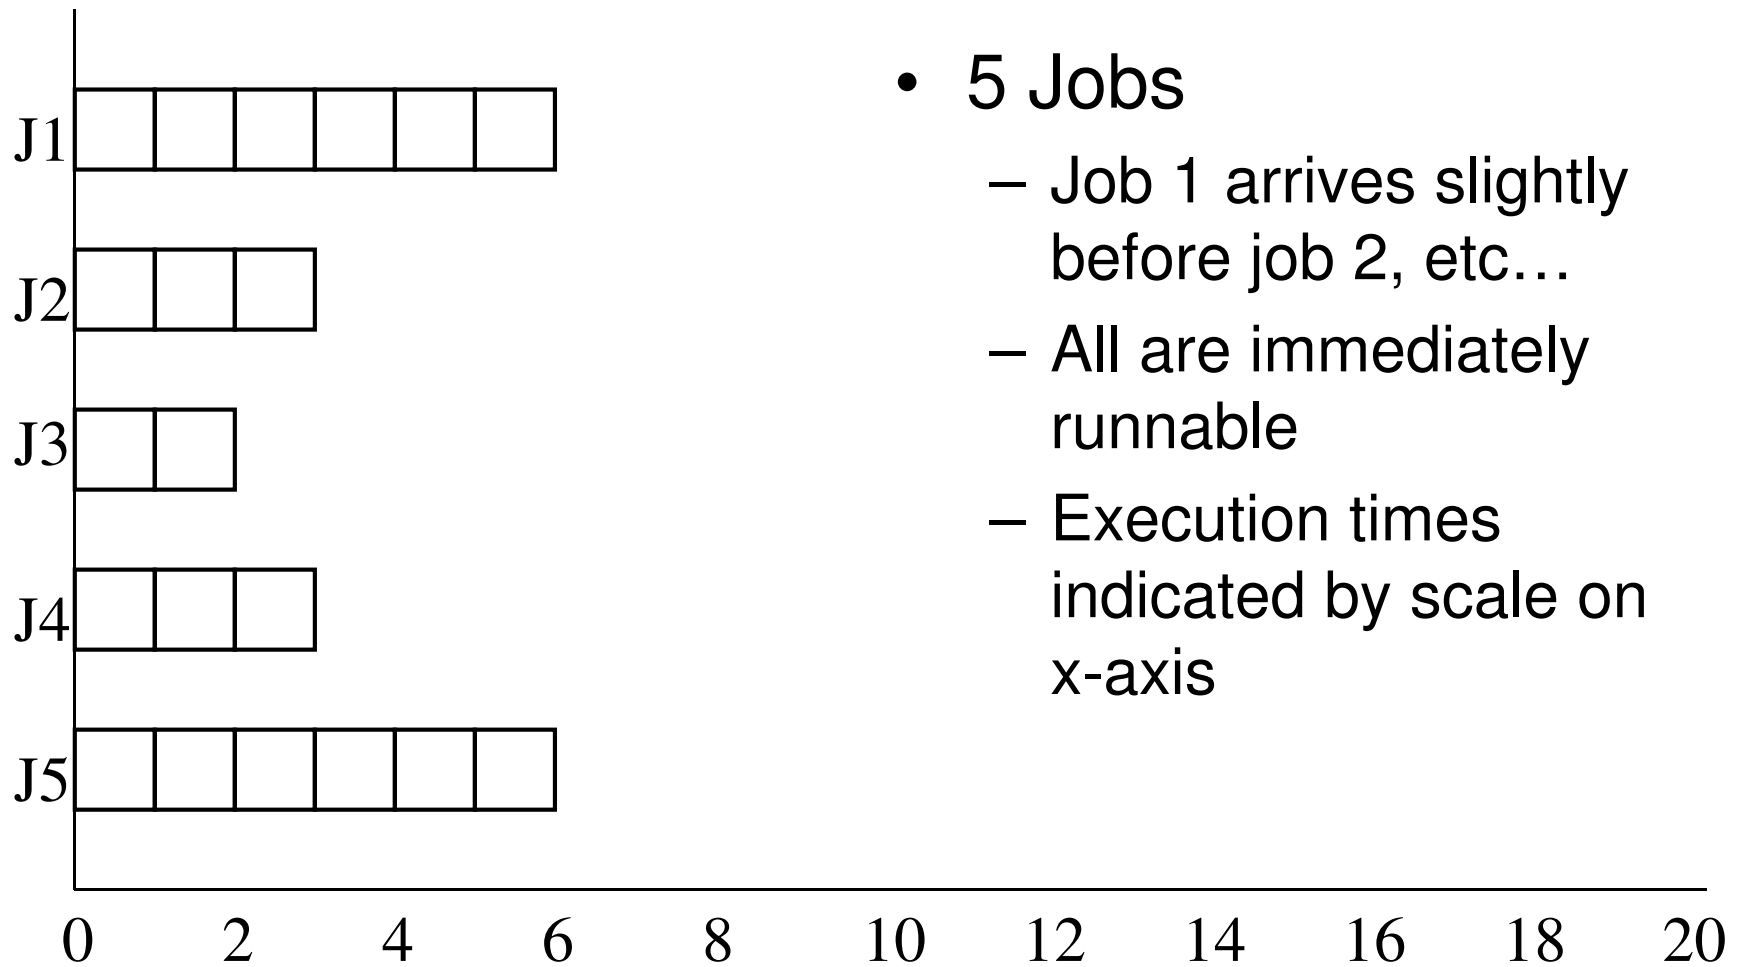 J1
J2
J3
J4
J5
0 2 4 6 8 10 12 14 16 18 20
• 5 Jobs
– Job 1 arrives slightly
before job 2, etc…
– All are immediately
runnable
– Execution times
indicated by scale on
x-axis